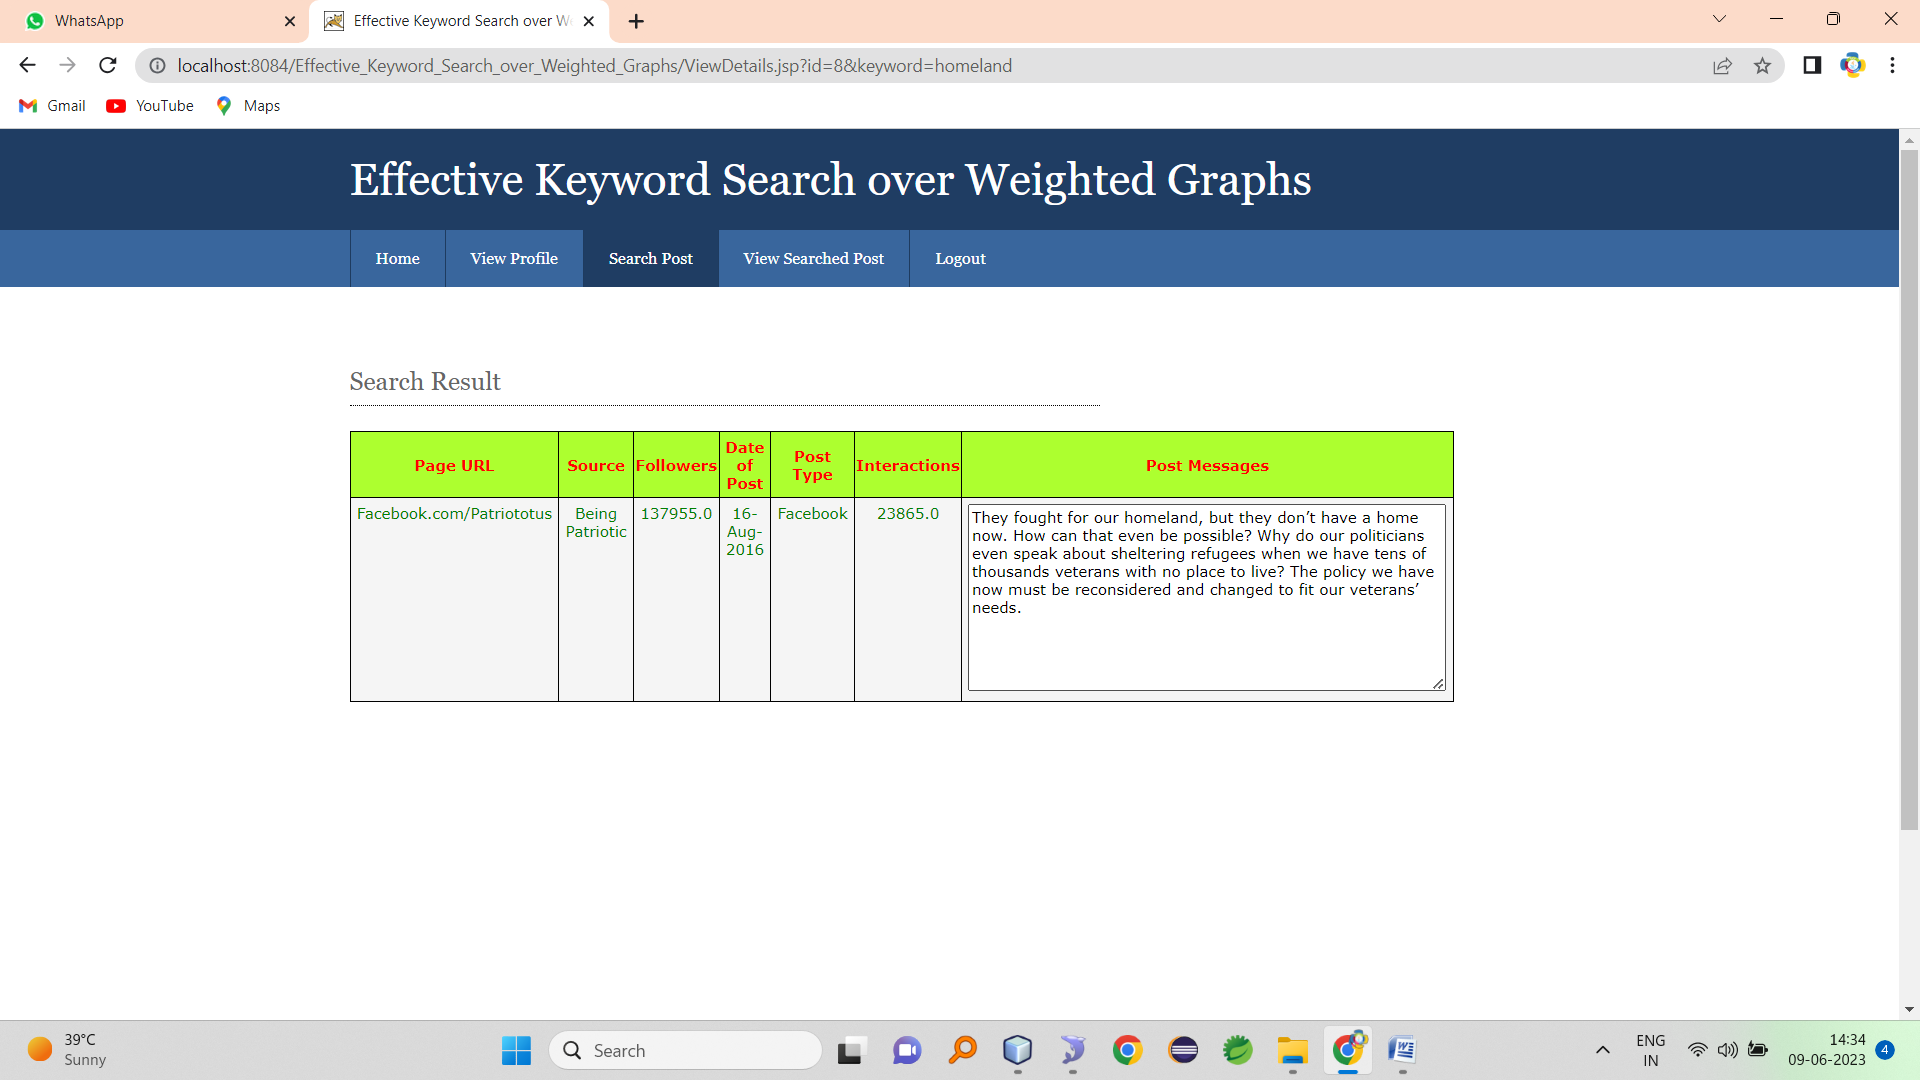 WhatsApp
Effective Keyword Search over W
localhost:8084/Effective_Keyword_Search_over_Weighted_Graphs/ViewDetails.jsp?id=8&keyword=homeland
Gmail YouTube Maps
Effective Keyword Search over Weighted Graphs
Home View Profile Search Post View Searched Post Logout
Search Result
Page URL Source Followers Date of Post Post Type Interactions Post Messages
Facebook.com/Patriototus Being Patriotic 137955.0 16-Aug-2016 Facebook 23865.0
They fought for our homeland, but they don’t have a home
now. How can that even be possible? Why do our politicians
even speak about sheltering refugees when we have tens of
thousands veterans with no place to live? The policy we have
now must be reconsidered and changed to fit our veterans’
needs.
39°C
Sunny
Search
ENG
IN
14:34
09-06-2023
4